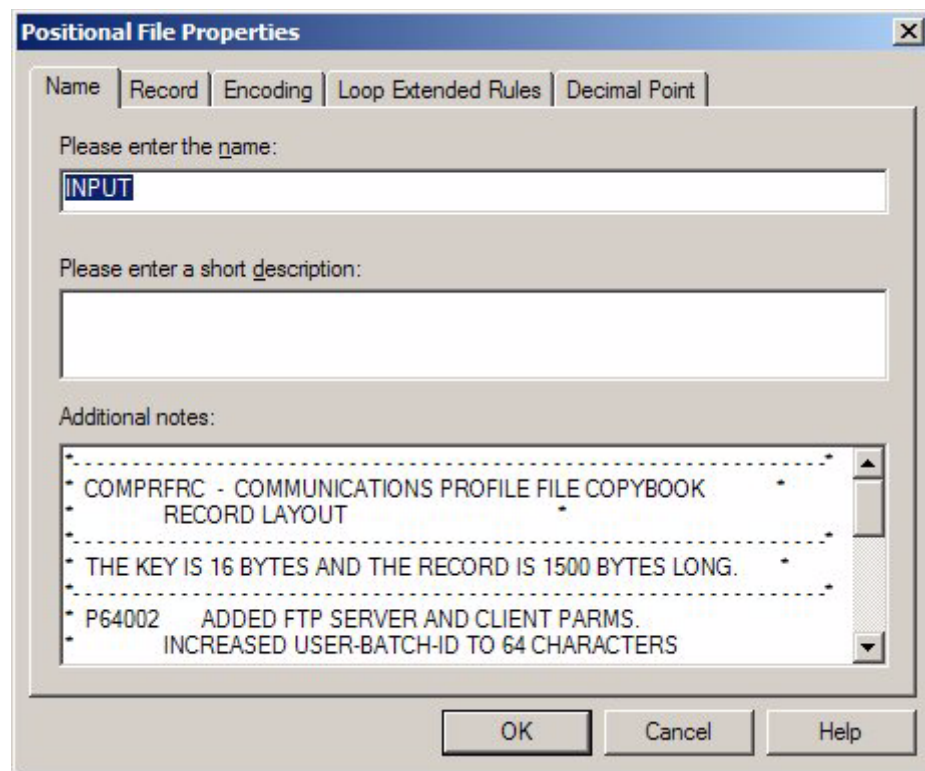 Positional File Properties
Name Record Encoding Loop Extended Rules Decimal Point
Please enter the name:
INPUT
Please enter a short description:
Additional notes:
*- - - - - - - - - - - - - - - - - - - - - - - - - - - - - - - - - - - - - - - - - - - - - - - - - - - - - - - - - - - - - - - - -*
* COMPRFRC - COMMUNICATIONS PROFILE FILE COPYBOOK *
* RECORD LAYOUT *
*- - - - - - - - - - - - - - - - - - - - - - - - - - - - - - - - - - - - - - - - - - - - - - - - - - - - - - - - - - - - - - - - -*
* THE KEY IS 16 BYTES AND THE RECORD IS 1500 BYTES LONG. *
*- - - - - - - - - - - - - - - - - - - - - - - - - - - - - - - - - - - - - - - - - - - - - - - - - - - - - - - - - - - - - - - - -*
* P64002 ADDED FTP SERVER AND CLIENT PARMS.
* INCREASED USER-BATCH-ID TO 64 CHARACTERS
OK Cancel Help